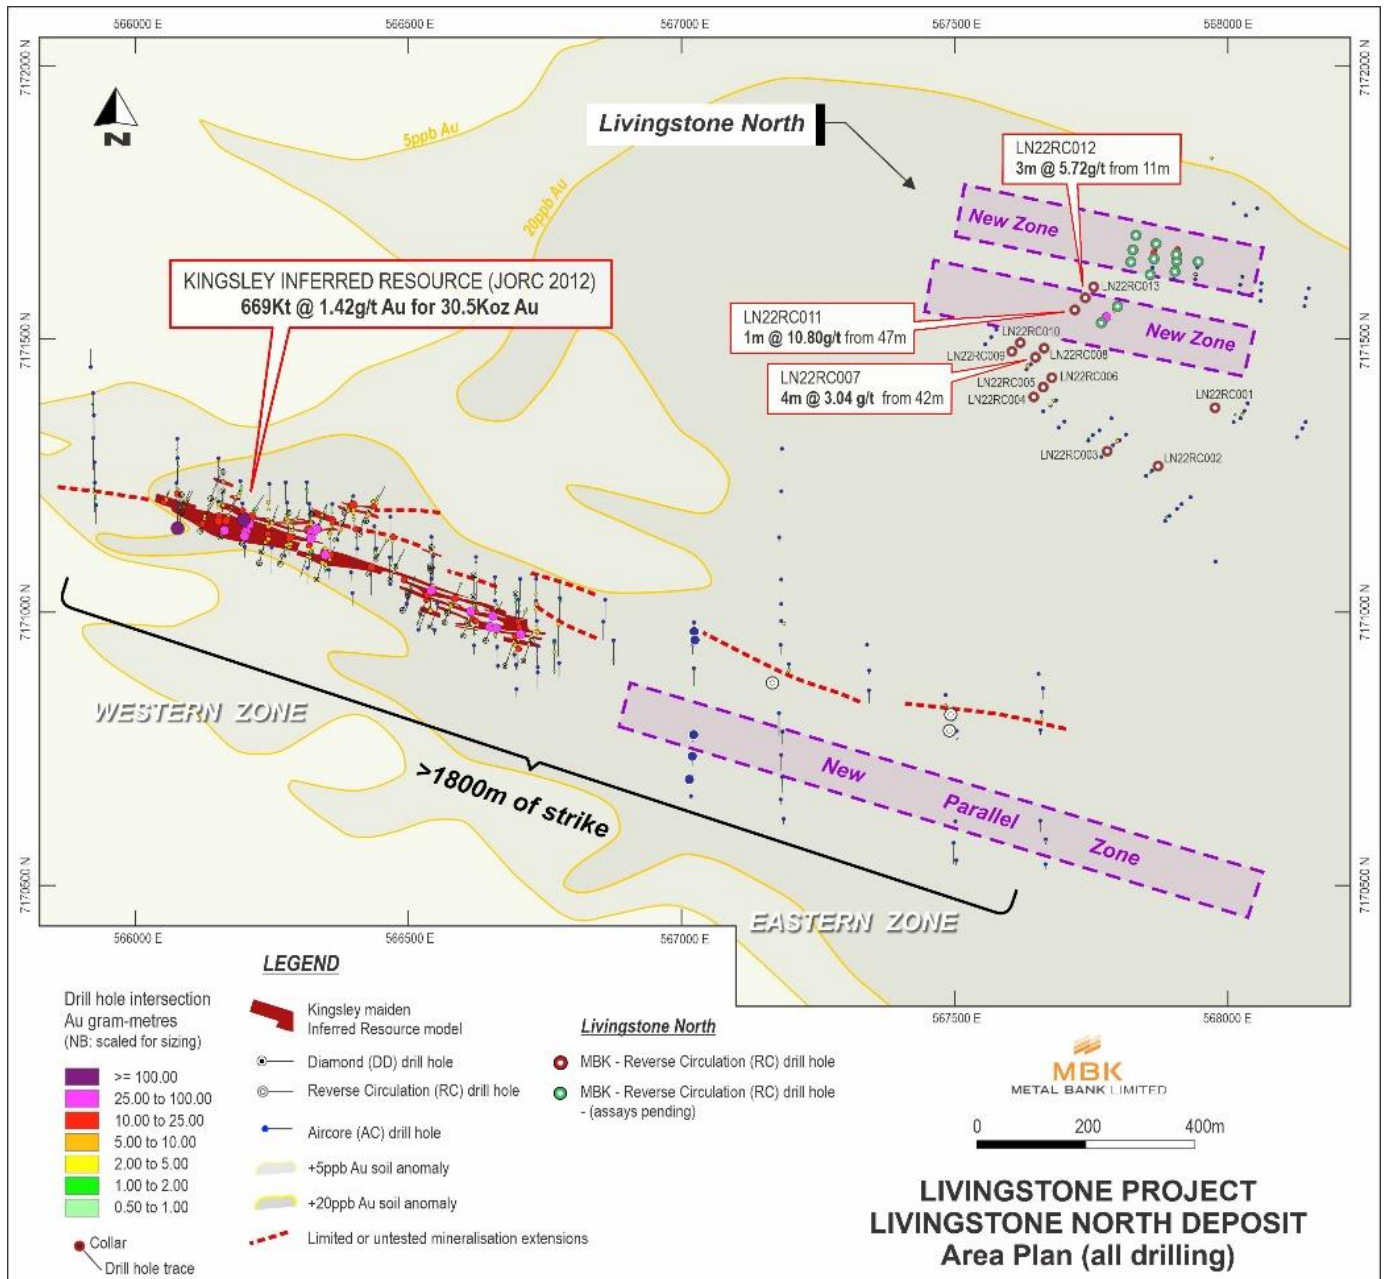 566000 E
566500 E
567000 E
567500 E
568000 E
7172000 N
7172000 N
N
5ppb Au
20ppb Au
Livingstone North
LN22RC012
3m @ 5.72g/t from 11m
New Zone
KINGSLEY INFERRED RESOURCE (JORC 2012)
669Kt @ 1.42g/t Au for 30.5Koz Au
LN22RC013
LN22RC011
1m @ 10.80g/t from 47m
New Zone
7171500 N
7171500 N
LN22RC010
LN22RC009
LN22RC008
LN22RC007
4m @ 3.04 g/t from 42m
LN22RC005
LN22RC006
LN22RC004
LN22RC001
LN22RC003
LN22RC002
7171000 N
7171000 N
WESTERN ZONE
>1800m of strike
New Parallel Zone
7170500 N
7170500 N
EASTERN ZONE
566000 E
566500 E
567000 E
567500 E
568000 E
LEGEND
Drill hole intersection
Au gram-metres
(NB: scaled for sizing)
>= 100.00
25.00 to 100.00
10.00 to 25.00
5.00 to 10.00
2.00 to 5.00
1.00 to 2.00
0.50 to 1.00
Collar
Drill hole trace
Kingsley maiden
Inferred Resource model
Diamond (DD) drill hole
Reverse Circulation (RC) drill hole
Aircore (AC) drill hole
+5ppb Au soil anomaly
+20ppb Au soil anomaly
Limited or untested mineralisation extensions
Livingstone North
MBK - Reverse Circulation (RC) drill hole
MBK - Reverse Circulation (RC) drill hole
- (assays pending)
MBK
METAL BANK LIMITED
0 200 400m
LIVINGSTONE PROJECT
LIVINGSTONE NORTH DEPOSIT
Area Plan (all drilling)